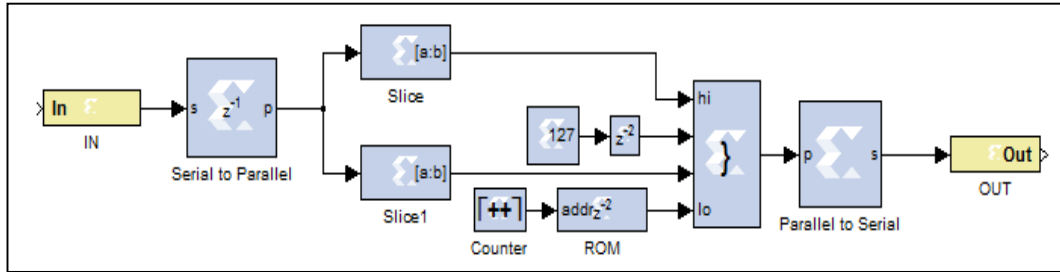 In
IN
s
z⁻¹
p
Serial to Parallel
[a:b]
Slice
[a:b]
Slice1
127
z⁻²
++
Counter
addr z⁻²
ROM
hi
}
lo
p
s
Parallel to Serial
Out
OUT